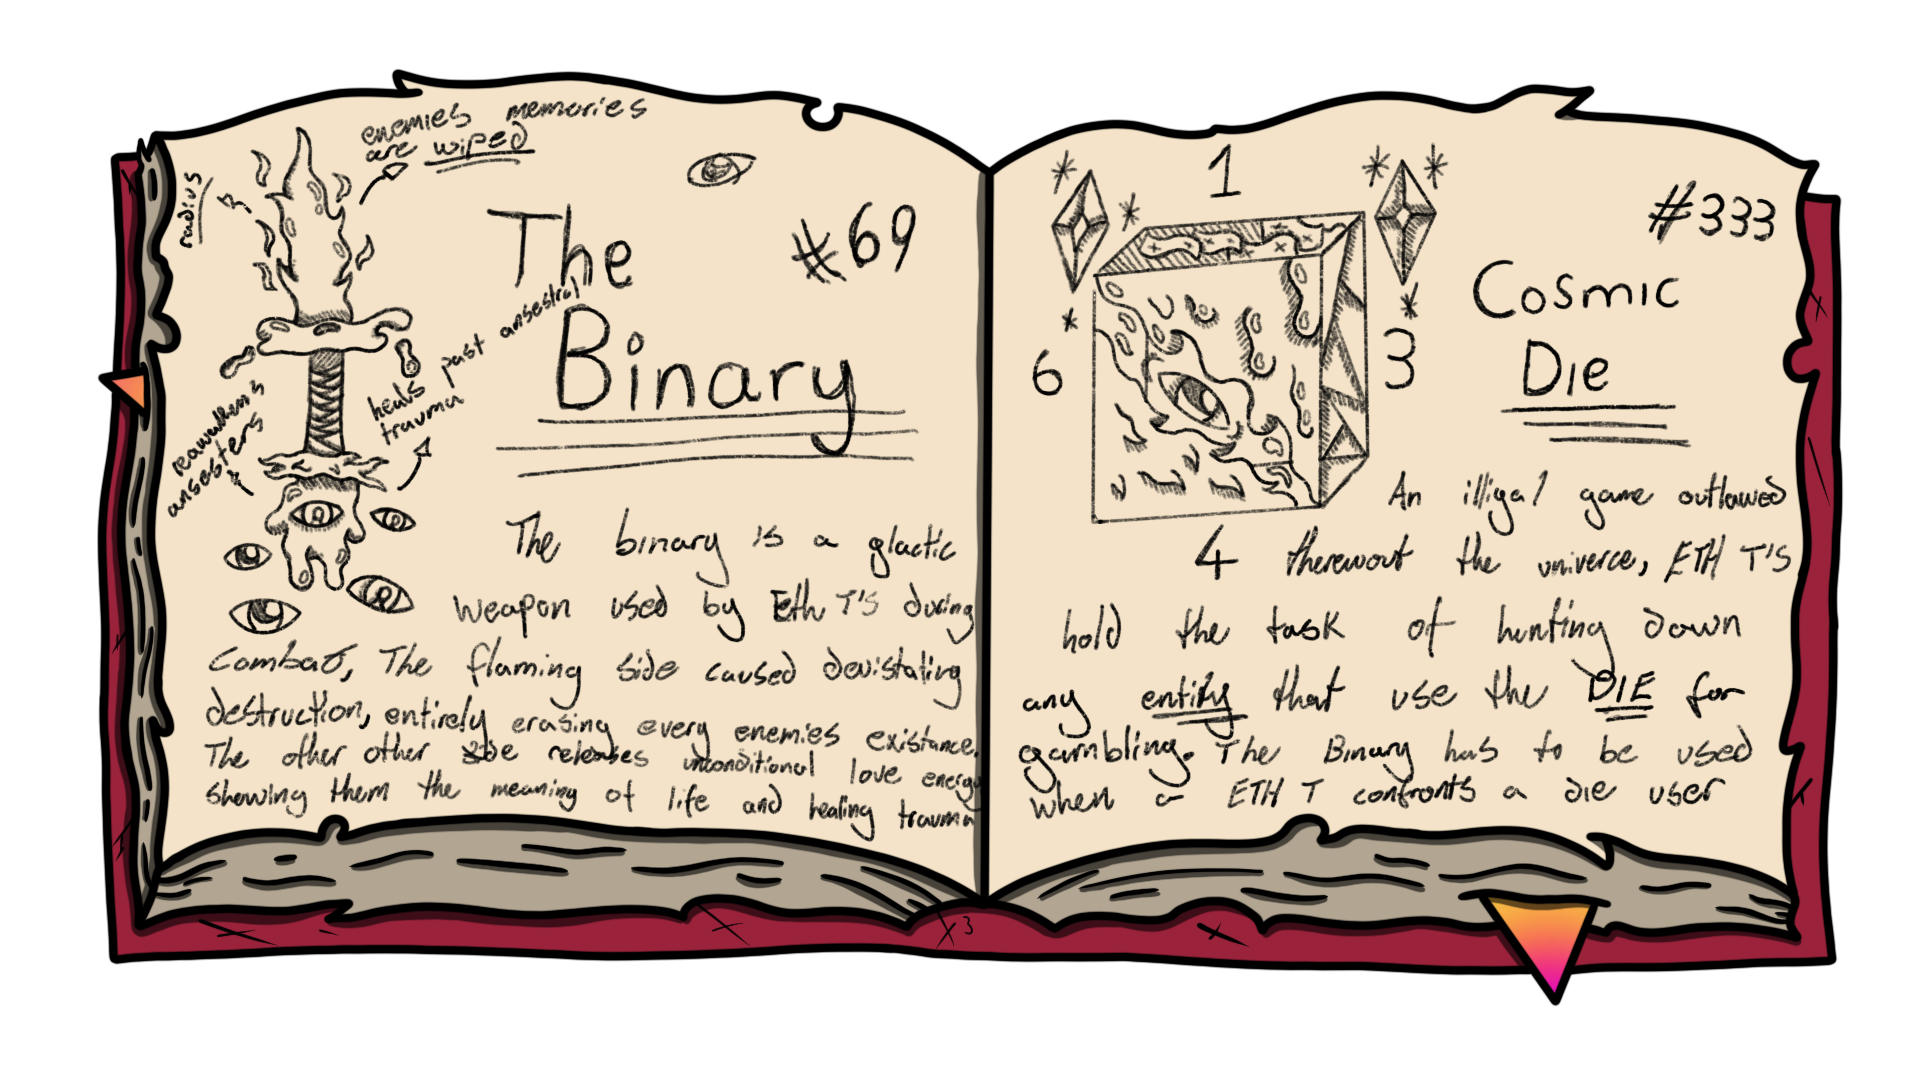 enemies memories
are wiped
radius
The
#69
Binary
heals past ansestral
trauma
reawakens
ansesters
The binary is a glactic
weapon used by Eth T'S during
Combat, The flaming side caused devistating
destruction, entirely erasing every enemies existance.
The other other side releases unconditional love energy
showing them the meaning of life and healing trauma
3
1
#333
Cosmic
Die
6
3
4
An illigal game outlawed
therewout the univerce, ETH T'S
hold the task of hunting down
any entity that use the DIE for
gambling. The Binary has to be used
when a ETH T confronts a die user